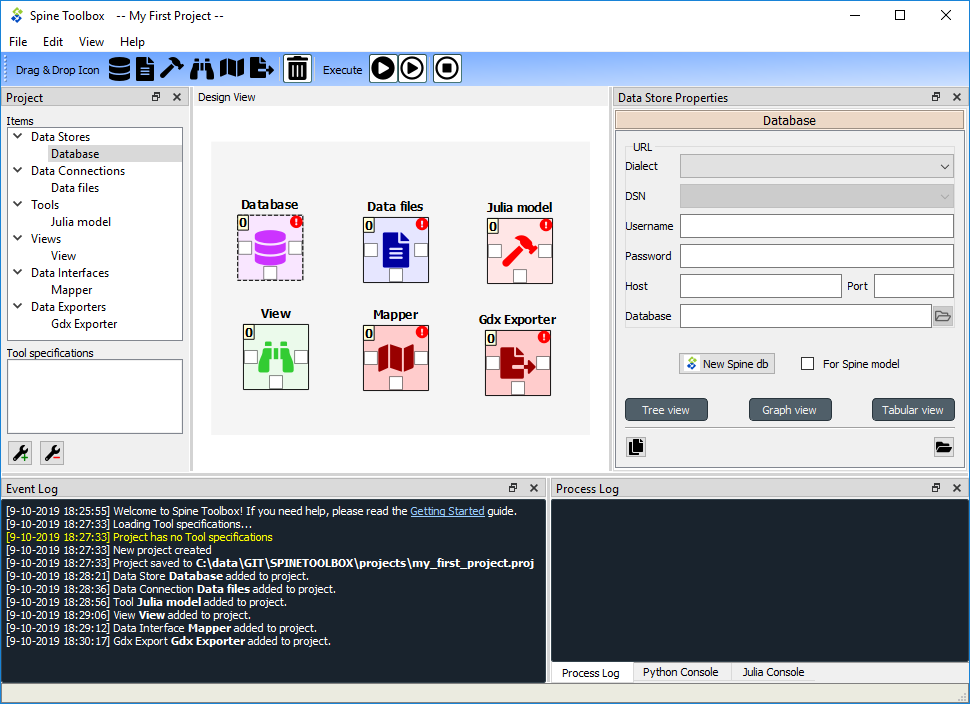 Spine Toolbox -- My First Project --
File Edit View Help
Drag & Drop Icon Execute
Project
Items
Data Stores
Database
Data Connections
Data files
Tools
Julia model
Views
View
Data Interfaces
Mapper
Data Exporters
Gdx Exporter
Tool specifications
Design View
Database
0
Data files
0
Julia model
0
View
0
Mapper
0
Gdx Exporter
0
Data Store Properties
Database
URL
Dialect
DSN
Username
Password
Host Port
Database
New Spine db For Spine model
Tree view Graph view Tabular view
Event Log
[9-10-2019 18:25:55] Welcome to Spine Toolbox! If you need help, please read the Getting Started guide.
[9-10-2019 18:27:33] Loading Tool specifications...
[9-10-2019 18:27:33] Project has no Tool specifications
[9-10-2019 18:27:33] New project created
[9-10-2019 18:27:33] Project saved to C:\data\GIT\SPINETOOLBOX\projects\my_first_project.proj
[9-10-2019 18:28:21] Data Store Database added to project.
[9-10-2019 18:28:36] Data Connection Data files added to project.
[9-10-2019 18:28:56] Tool Julia model added to project.
[9-10-2019 18:29:06] View View added to project.
[9-10-2019 18:29:12] Data Interface Mapper added to project.
[9-10-2019 18:30:17] Gdx Export Gdx Exporter added to project.
Process Log
Process Log Python Console Julia Console